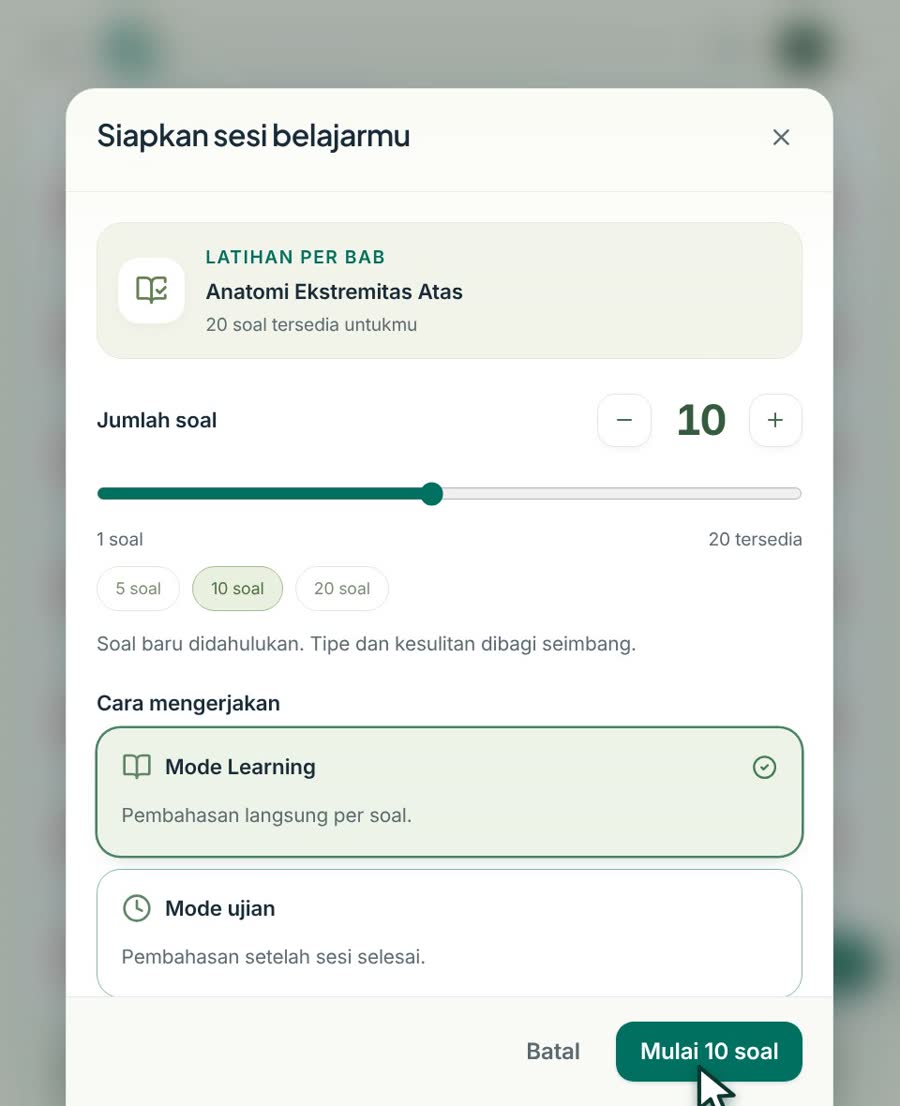 Siapkan sesi belajarmu
LATIHAN PER BAB
Anatomi Ekstremitas Atas
20 soal tersedia untukmu
Jumlah soal
10
1 soal
20 tersedia
5 soal
10 soal
20 soal
Soal baru didahulukan. Tipe dan kesulitan dibagi seimbang.
Cara mengerjakan
Mode Learning
Pembahasan langsung per soal.
Mode ujian
Pembahasan setelah sesi selesai.
Batal
Mulai 10 soal